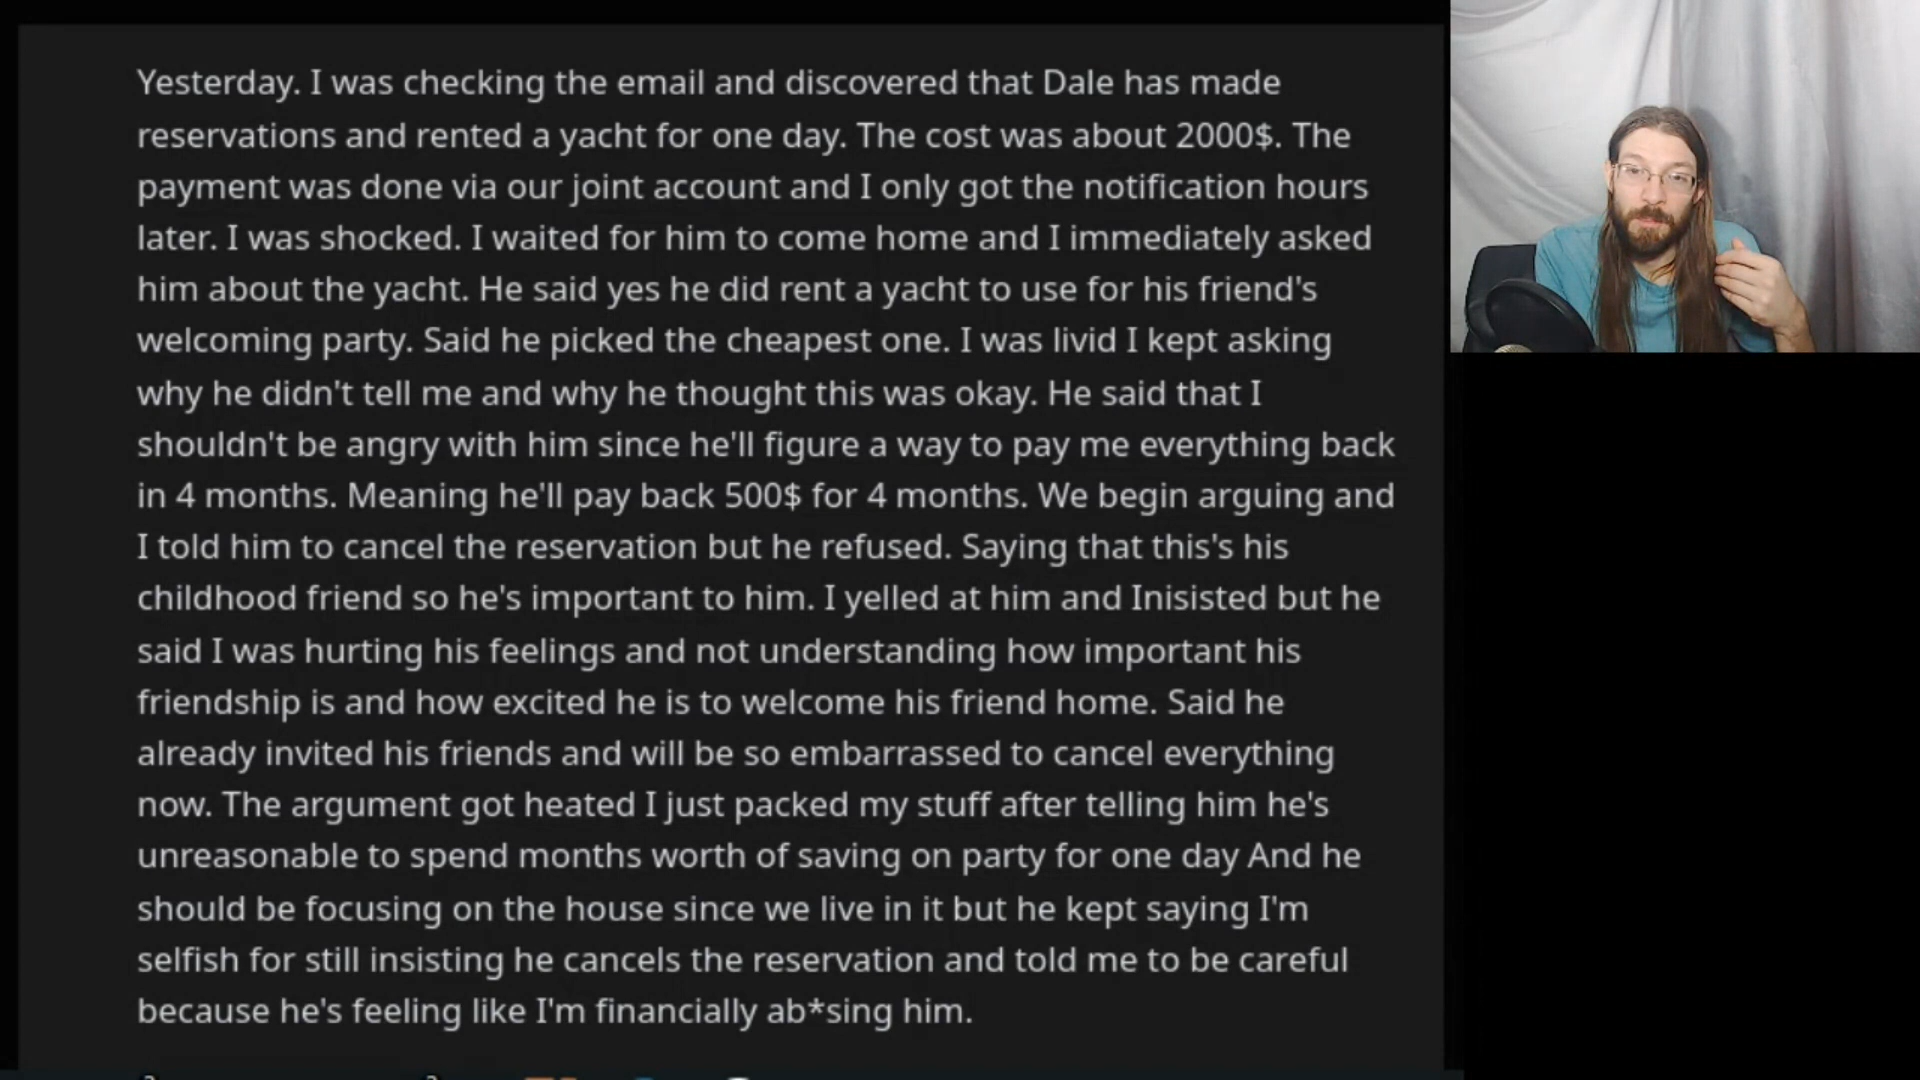 Yesterday. I was checking the email and discovered that Dale has made
reservations and rented a yacht for one day. The cost was about 2000$. The
payment was done via our joint account and I only got the notification hours
later. I was shocked. I waited for him to come home and I immediately asked
him about the yacht. He said yes he did rent a yacht to use for his friend's
welcoming party. Said he picked the cheapest one. I was livid I kept asking
why he didn't tell me and why he thought this was okay. He said that I
shouldn't be angry with him since he'll figure a way to pay me everything back
in 4 months. Meaning he'll pay back 500$ for 4 months. We begin arguing and
I told him to cancel the reservation but he refused. Saying that this's his
childhood friend so he's important to him. I yelled at him and Inisisted but he
said I was hurting his feelings and not understanding how important his
friendship is and how excited he is to welcome his friend home. Said he
already invited his friends and will be so embarrassed to cancel everything
now. The argument got heated I just packed my stuff after telling him he's
unreasonable to spend months worth of saving on party for one day And he
should be focusing on the house since we live in it but he kept saying I'm
selfish for still insisting he cancels the reservation and told me to be careful
because he's feeling like I'm financially ab*sing him.